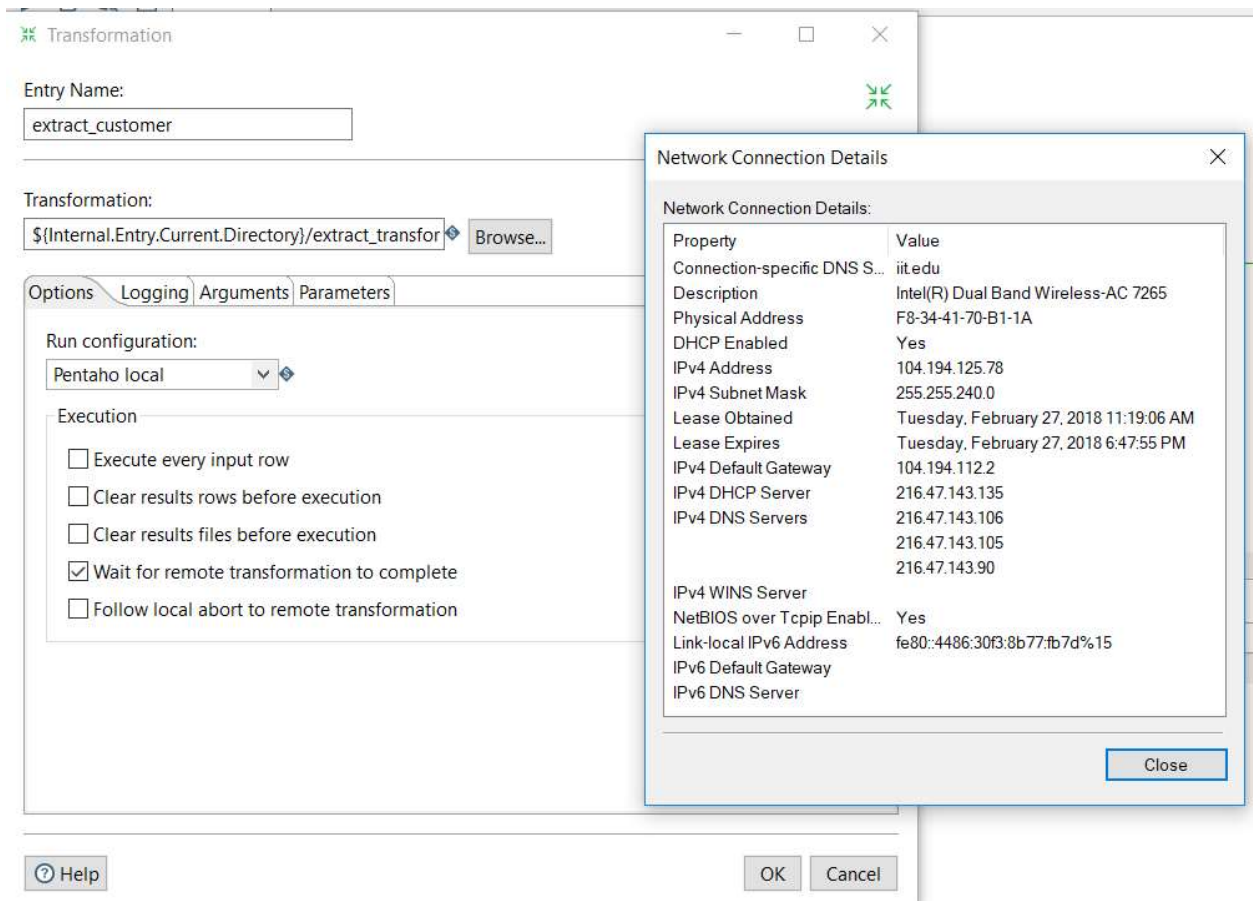 Transformation
Entry Name:
extract_customer
Transformation:
${Internal.Entry.Current.Directory}/extract_transfor
Browse...
Options Logging Arguments Parameters
Run configuration:
Pentaho local
Execution
Execute every input row
Clear results rows before execution
Clear results files before execution
Wait for remote transformation to complete
Follow local abort to remote transformation
Help
OK
Cancel
Network Connection Details
Network Connection Details:
Property Value
Connection-specific DNS S... iit.edu
Description Intel(R) Dual Band Wireless-AC 7265
Physical Address F8-34-41-70-B1-1A
DHCP Enabled Yes
IPv4 Address 104.194.125.78
IPv4 Subnet Mask 255.255.240.0
Lease Obtained Tuesday, February 27, 2018 11:19:06 AM
Lease Expires Tuesday, February 27, 2018 6:47:55 PM
IPv4 Default Gateway 104.194.112.2
IPv4 DHCP Server 216.47.143.135
IPv4 DNS Servers 216.47.143.106
216.47.143.105
216.47.143.90
IPv4 WINS Server
NetBIOS over Tcpip Enabl... Yes
Link-local IPv6 Address fe80::4486:30f3:8b77:fb7d%15
IPv6 Default Gateway
IPv6 DNS Server
Close